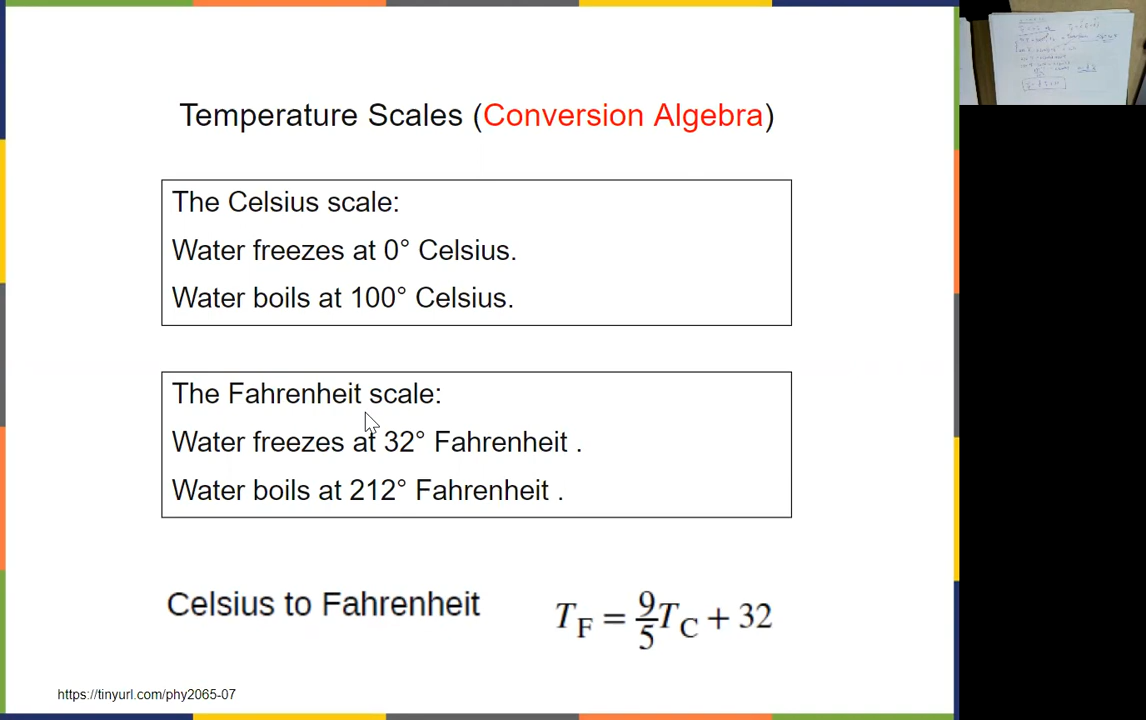 Temperature Scales (Conversion Algebra)
The Celsius scale:
Water freezes at 0° Celsius.
Water boils at 100° Celsius.
The Fahrenheit scale:
Water freezes at 32° Fahrenheit .
Water boils at 212° Fahrenheit .
Celsius to Fahrenheit
T_F = 9/5 T_C + 32
https://tinyurl.com/phy2065-07